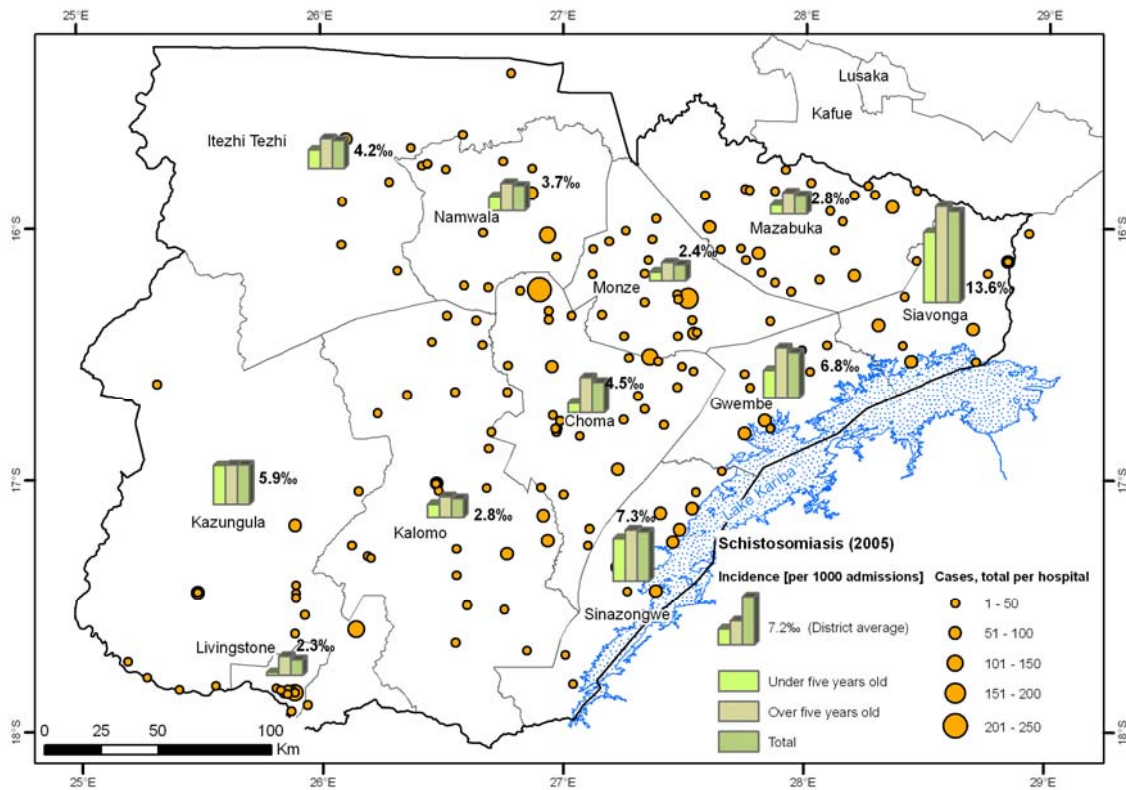 25°E 26°E 27°E 28°E 29°E
Lusaka
Kafue
Itezhi Tezhi
4.2‰
3.7‰
Namwala
2.8‰
Mazabuka
16°S
16°S
2.4‰
Monze
13.6‰
Siavonga
6.8‰
Gwembe
4.5‰
Choma
5.9‰
Kazungula
17°S
17°S
2.8‰
Kalomo
Lake Kariba
7.3‰
Sinazongwe
Schistosomiasis (2005)
Incidence [per 1000 admissions]
7.2‰ (District average)
Under five years old
Over five years old
Total
Cases, total per hospital
1 - 50
51 - 100
101 - 150
151 - 200
201 - 250
Livingstone
2.3‰
18°S
18°S
0 25 50 100
Km
25°E 26°E 27°E 28°E 29°E